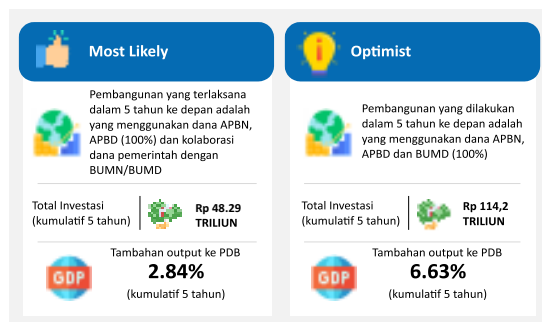 Most Likely
Pembangunan yang terlaksana
dalam 5 tahun ke depan adalah
yang menggunakan dana APBN,
APBD (100%) dan kolaborasi
dana pemerintah dengan
BUMN/BUMD
Total Investasi
(kumulatif 5 tahun)
Rp 48.29
TRILIUN
GDP
Tambahan output ke PDB
2.84%
(kumulatif 5 tahun)
Optimist
Pembangunan yang dilakukan
dalam 5 tahun ke depan adalah
yang menggunakan dana APBN,
APBD dan BUMD (100%)
Total Investasi
(kumulatif 5 tahun)
Rp 114,2
TRILIUN
GDP
Tambahan output ke PDB
6.63%
(kumulatif 5 tahun)